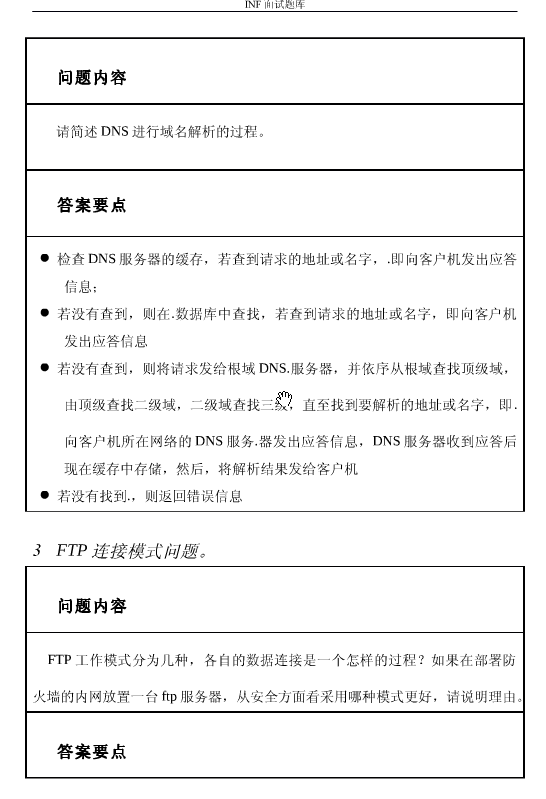 INF 面试题库
问题内容
请简述 DNS 进行域名解析的过程。
答案要点
● 检查 DNS 服务器的缓存，若查到请求的地址或名字，.即向客户机发出应答
信息；
● 若没有查到，则在.数据库中查找，若查到请求的地址或名字，即向客户机
发出应答信息
● 若没有查到，则将请求发给根域 DNS.服务器，并依序从根域查找顶级域，
由顶级查找二级域，二级域查找三级，直至找到要解析的地址或名字，即.
向客户机所在网络的 DNS 服务.器发出应答信息，DNS 服务器收到应答后
现在缓存中存储，然后，将解析结果发给客户机
● 若没有找到.，则返回错误信息
3 FTP 连接模式问题。
问题内容
FTP 工作模式分为几种，各自的数据连接是一个怎样的过程？如果在部署防
火墙的内网放置一台 ftp 服务器，从安全方面看采用哪种模式更好，请说明理由。
答案要点